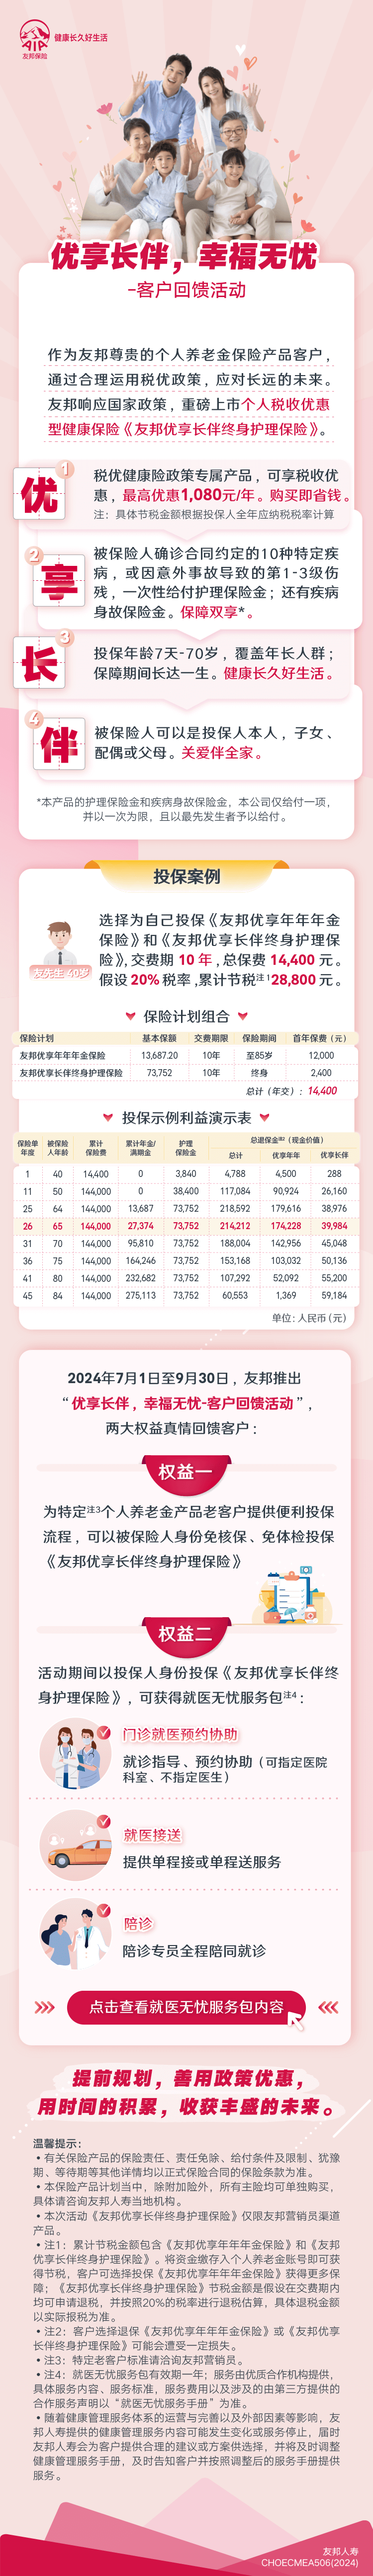 AIA
友邦保险
健康长久好生活
优享长伴，幸福无忧
-客户回馈活动
作为友邦尊贵的个人养老金保险产品客户，
通过合理运用税优政策，应对长远的未来。
友邦响应国家政策，重磅上市个人税收优惠
型健康保险《友邦优享长伴终身护理保险》。
1
优
税优健康险政策专属产品，可享税收优
惠，最高优惠1,080元/年。购买即省钱。
注：具体节税金额根据投保人全年应纳税税率计算
2
享
被保险人确诊合同约定的10种特定疾
病，或因意外事故导致的第1-3级伤
残，一次性给付护理保险金；还有疾病
身故保险金。保障双享*。
3
长
投保年龄7天-70岁，覆盖年长人群；
保障期间长达一生。健康长久好生活。
4
伴
被保险人可以是投保人本人，子女、
配偶或父母。关爱伴全家。
*本产品的护理保险金和疾病身故保险金，本公司仅给付一项，
并以一次为限，且以最先发生者予以给付。
投保案例
友先生 40岁
选择为自己投保《友邦优享年年年金
保险》和《友邦优享长伴终身护理保
险》，交费期 10 年，总保费 14,400 元。
假设 20% 税率，累计节税注1 28,800 元。
保险计划组合
保险计划 基本保额 交费期限 保险期间 首年保费（元）
友邦优享年年年金保险 13,687.20 10年 至85岁 12,000
友邦优享长伴终身护理保险 73,752 10年 终身 2,400
总计（年交）：14,400
投保示例利益演示表
保险单年度 被保险人年龄 累计保险费 累计年金/满期金 护理保险金 总退保金注2（现金价值）
总计 优享年年 优享长伴
1 40 14,400 0 3,840 4,788 4,500 288
11 50 144,000 0 38,400 117,084 90,924 26,160
25 64 144,000 13,687 73,752 218,592 179,616 38,976
26 65 144,000 27,374 73,752 214,212 174,228 39,984
31 70 144,000 95,810 73,752 188,004 142,956 45,048
36 75 144,000 164,246 73,752 153,168 103,032 50,136
41 80 144,000 232,682 73,752 107,292 52,092 55,200
45 84 144,000 275,113 73,752 60,553 1,369 59,184
单位：人民币（元）
2024年7月1日至9月30日，友邦推出
“优享长伴，幸福无忧-客户回馈活动”，
两大权益真情回馈客户：
权益一
为特定注3个人养老金产品老客户提供便利投保
流程，可以被保险人身份免核保、免体检投保
《友邦优享长伴终身护理保险》
权益二
活动期间以投保人身份投保《友邦优享长伴终
身护理保险》，可获得就医无忧服务包注4：
门诊就医预约协助
就诊指导、预约协助（可指定医院
科室、不指定医生）
就医接送
提供单程接或单程送服务
陪诊
陪诊专员全程陪同就诊
点击查看就医无忧服务包内容
提前规划，善用政策优惠，
用时间的积累，收获丰盛的未来。
温馨提示：
•有关保险产品的保险责任、责任免除、给付条件及限制、犹豫
期、等待期等其他详情均以正式保险合同的保险条款为准。
•本保险产品计划当中，除附加险外，所有主险均可单独购买，
具体请咨询友邦人寿当地机构。
•本次活动《友邦优享长伴终身护理保险》仅限友邦营销员渠道
产品。
•注1：累计节税金额包含《友邦优享年年年金保险》和《友邦
优享长伴终身护理保险》。将资金缴存入个人养老金账号即可获
得节税，客户可选择投保《友邦优享年年年金保险》获得更多保
障；《友邦优享长伴终身护理保险》节税金额是假设在交费期内
均可申请退税，并按照20%的税率进行退税估算，具体退税金额
以实际报税为准。
•注2：客户选择退保《友邦优享年年年金保险》或《友邦优享
长伴终身护理保险》可能会遭受一定损失。
•注3：特定老客户标准请洽询友邦营销员。
•注4：就医无忧服务包有效期一年；服务由优质合作机构提供，
具体服务内容、服务标准，服务费用以及涉及的由第三方提供的
合作服务声明以“就医无忧服务手册”为准。
•随着健康管理服务体系的运营与完善以及外部因素等影响，友
邦人寿提供的健康管理服务内容可能发生变化或服务停止，届时
友邦人寿会为客户提供合理的建议或方案供选择，并将及时调整
健康管理服务手册，及时告知客户并按照调整后的服务手册提供
服务。
友邦人寿
CHOECMEA506(2024)